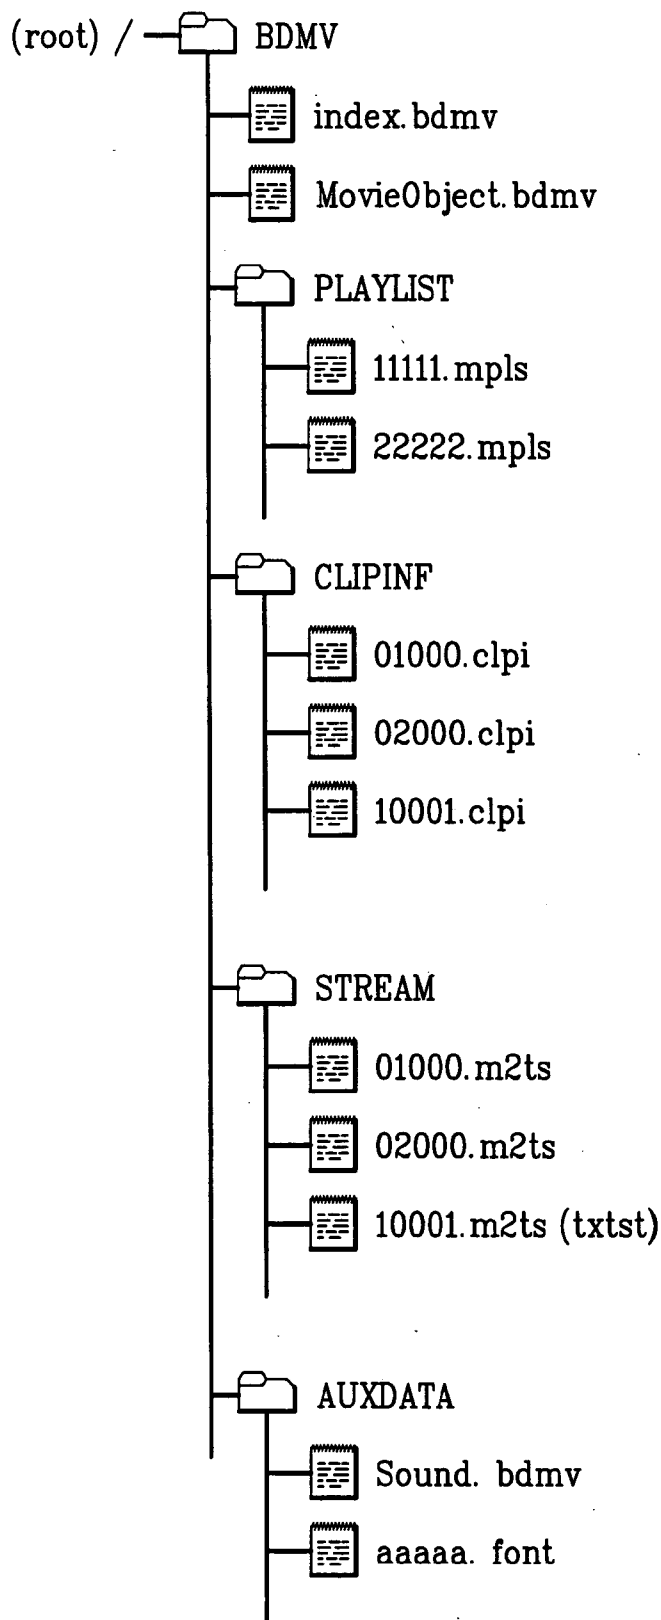 (root) / BDMV
index.bdmv
MovieObject.bdmv
PLAYLIST
11111.mpls
22222.mpls
CLIPINF
01000.clpi
02000.clpi
10001.clpi
STREAM
01000.m2ts
02000.m2ts
10001.m2ts (txtst)
AUXDATA
Sound. bdmv
aaaaa. font